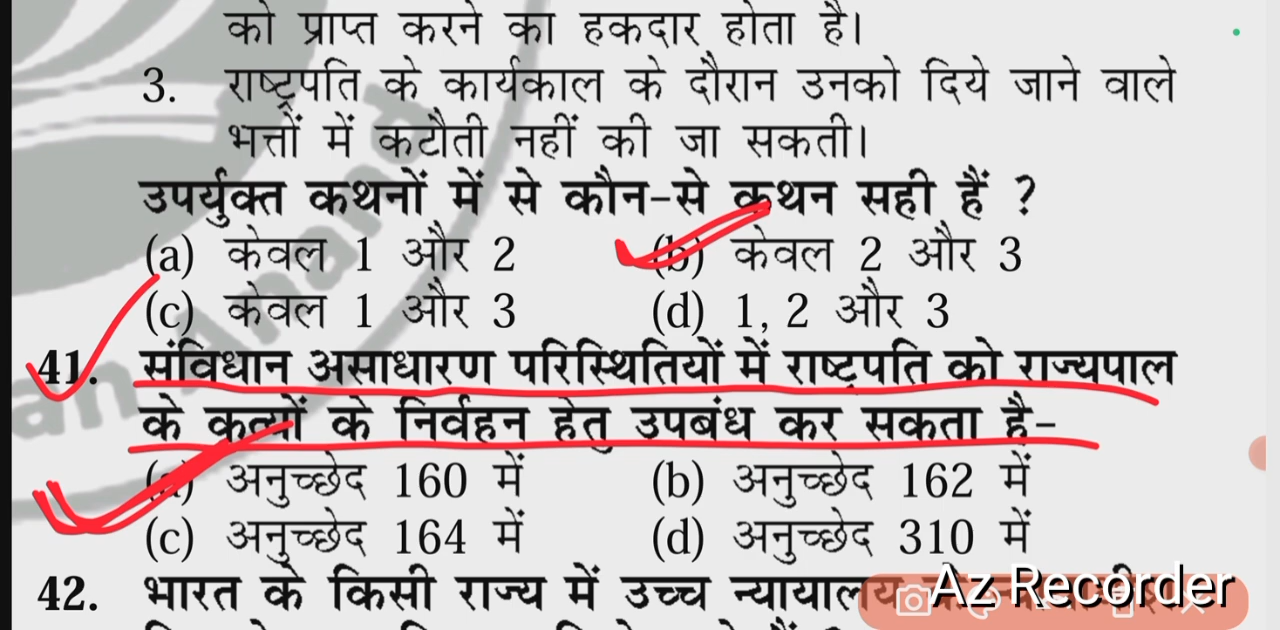 को प्राप्त करने का हकदार होता है।
3. राष्ट्रपति के कार्यकाल के दौरान उनको दिये जाने वाले
भत्तों में कटौती नहीं की जा सकती।
उपर्युक्त कथनों में से कौन-से कथन सही हैं ?
(a) केवल 1 और 2 (b) केवल 2 और 3
(c) केवल 1 और 3 (d) 1, 2 और 3
41. संविधान असाधारण परिस्थितियों में राष्ट्रपति को राज्यपाल
के कृत्यों के निर्वहन हेतु उपबंध कर सकता है-
(a) अनुच्छेद 160 में (b) अनुच्छेद 162 में
(c) अनुच्छेद 164 में (d) अनुच्छेद 310 में
42. भारत के किसी राज्य में उच्च न्यायालय
Az Recorder